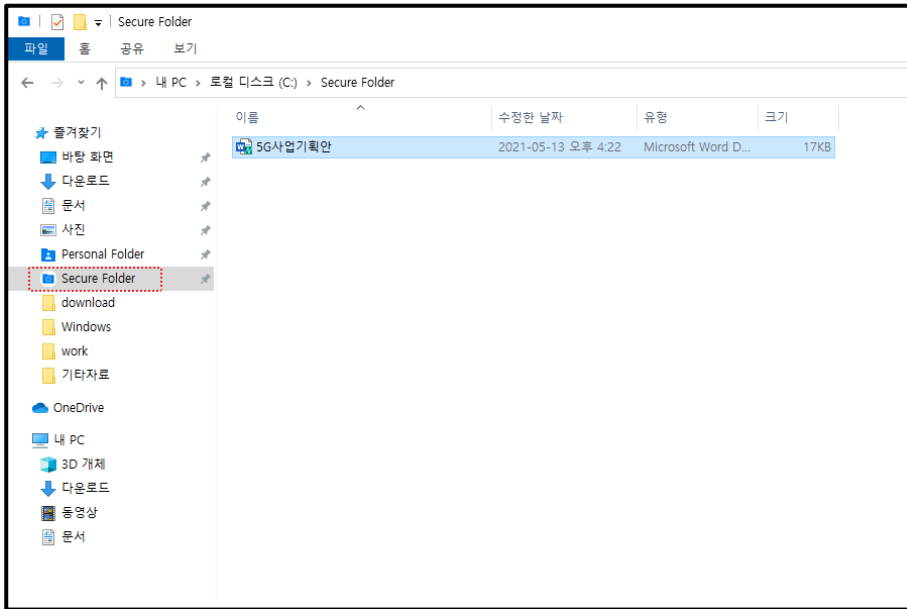 Secure Folder
파일 홈 공유 보기
내 PC > 로컬 디스크 (C:) > Secure Folder
이름 수정한 날짜 유형 크기
5G사업기획안 2021-05-13 오후 4:22 Microsoft Word D... 17KB
즐겨찾기
바탕 화면
다운로드
문서
사진
Personal Folder
Secure Folder
download
Windows
work
기타자료
OneDrive
내 PC
3D 개체
다운로드
동영상
문서